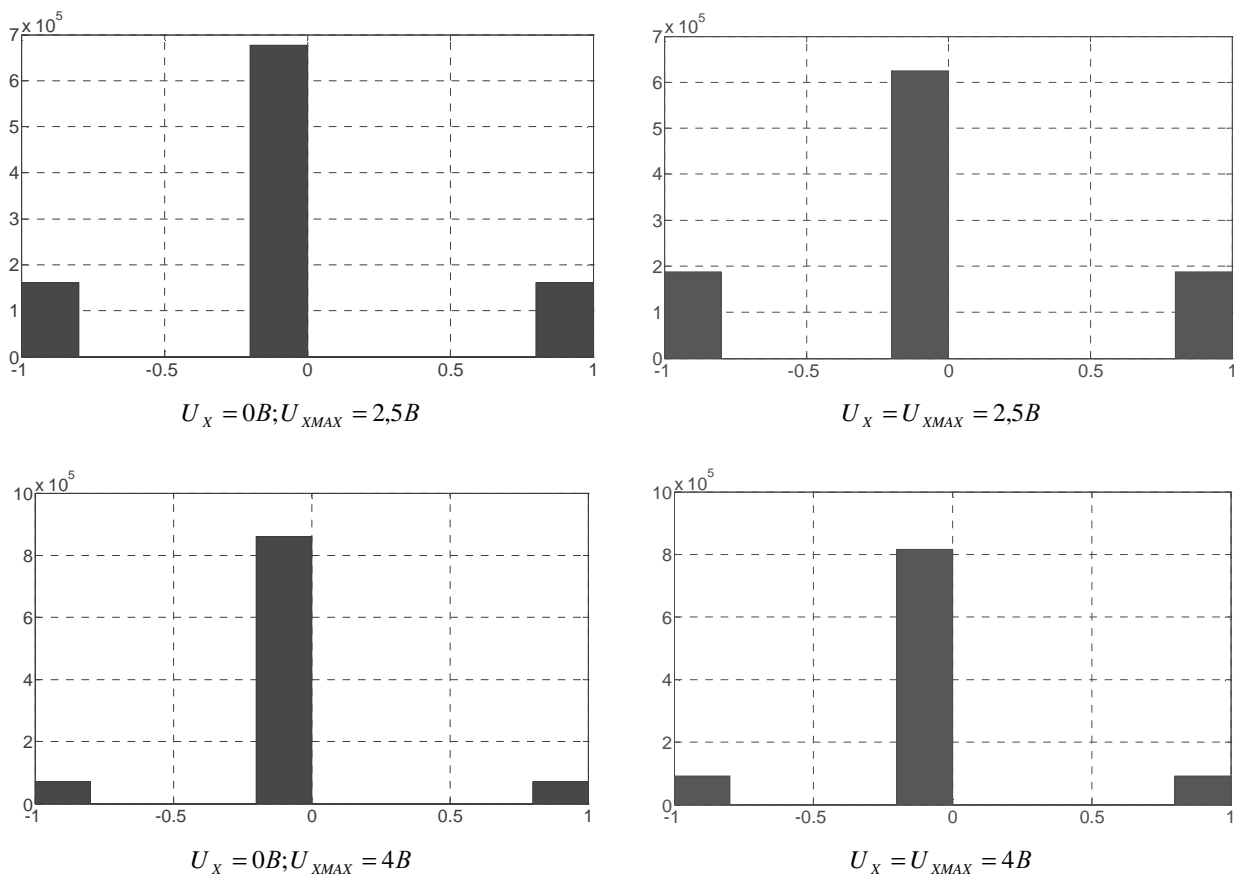 7 x 10^5
6
5
4
3
2
1
0
-1 -0.5 0 0.5 1
U_X = 0B; U_XMAX = 2,5B
7 x 10^5
6
5
4
3
2
1
0
-1 -0.5 0 0.5 1
U_X = U_XMAX = 2,5B
10 x 10^5
8
6
4
2
0
-1 -0.5 0 0.5 1
U_X = 0B; U_XMAX = 4B
10 x 10^5
8
6
4
2
0
-1 -0.5 0 0.5 1
U_X = U_XMAX = 4B